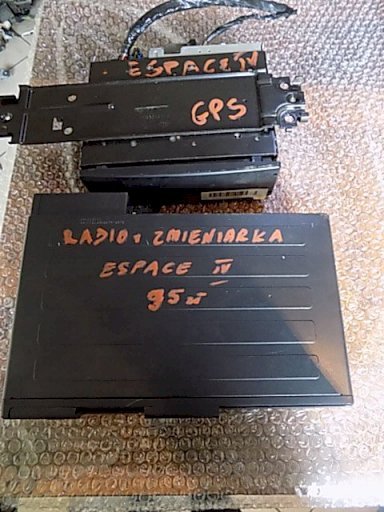 ESPACE IV
GPS
RADIO + ZMIENIARKA
ESPACE IV
95 zł